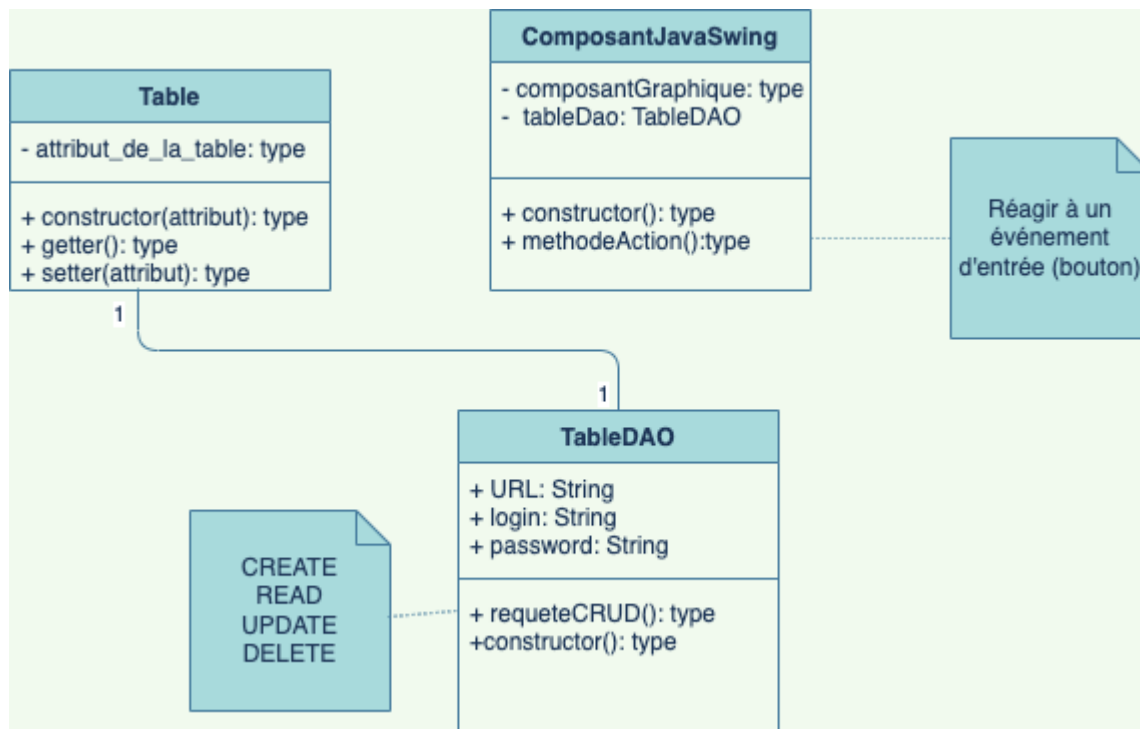 Table
- attribut_de_la_table: type
+ constructor(attribut): type
+ getter(): type
+ setter(attribut): type
1
ComposantJavaSwing
- composantGraphique: type
- tableDao: TableDAO
+ constructor(): type
+ methodeAction():type
Réagir à un
événement
d'entrée (bouton)
1
TableDAO
+ URL: String
+ login: String
+ password: String
+ requeteCRUD(): type
+constructor(): type
CREATE
READ
UPDATE
DELETE